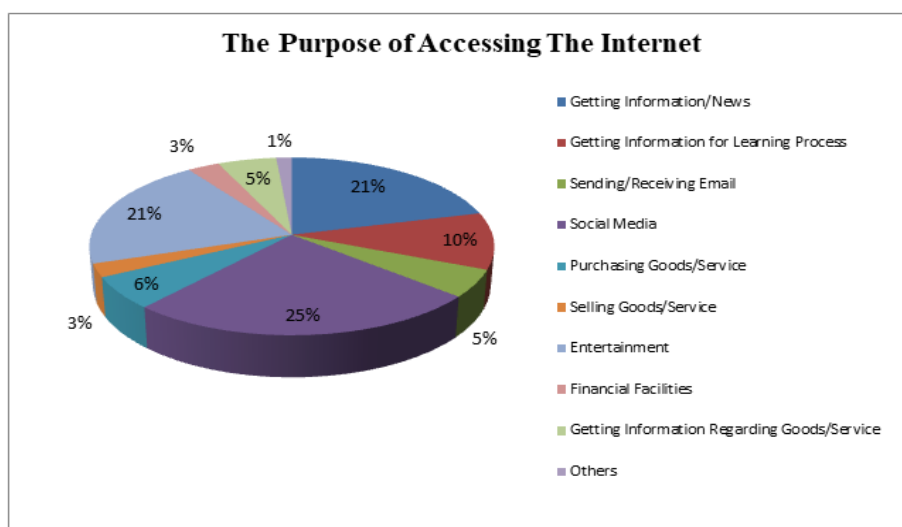 The Purpose of Accessing The Internet
Getting Information/News
Getting Information for Learning Process
Sending/Receiving Email
Social Media
Purchasing Goods/Service
Selling Goods/Service
Entertainment
Financial Facilities
Getting Information Regarding Goods/Service
Others
21%
10%
5%
25%
6%
3%
21%
3%
5%
1%